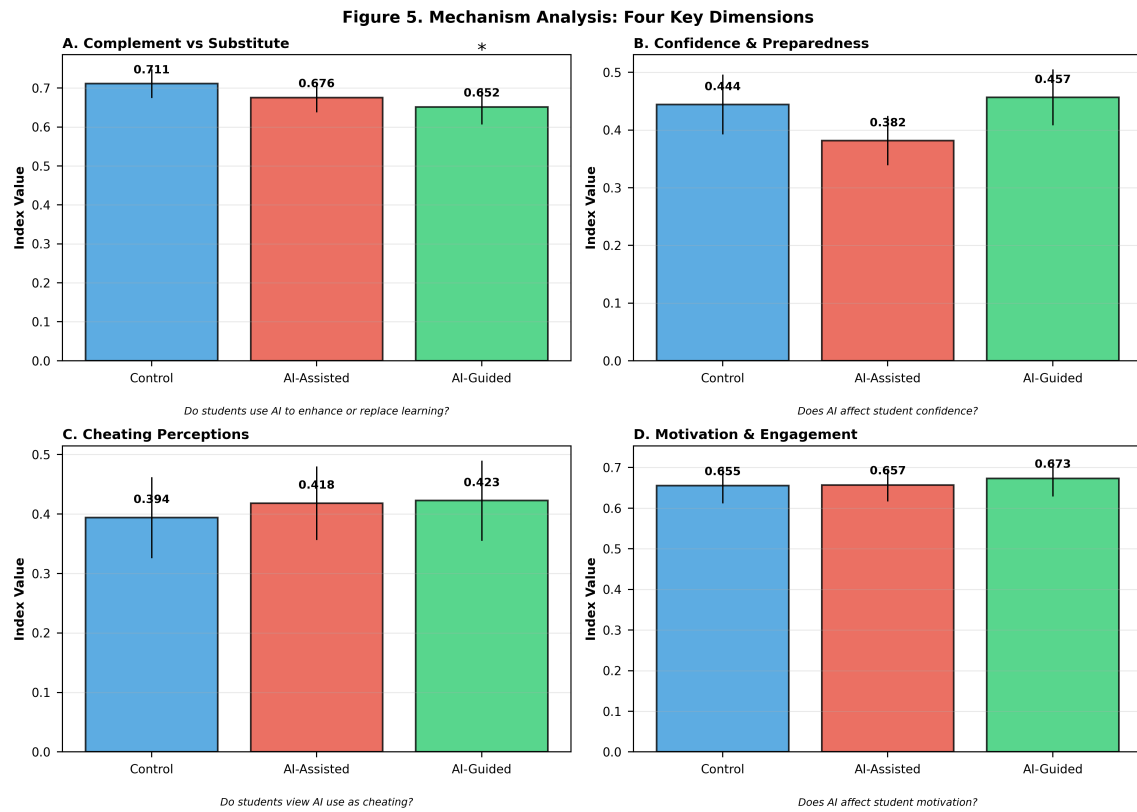 Figure 5. Mechanism Analysis: Four Key Dimensions
A. Complement vs Substitute
*
0.711
0.676
0.652
0.7
0.6
0.5
0.4
0.3
0.2
0.1
0.0
Index Value
Control
AI-Assisted
AI-Guided
Do students use AI to enhance or replace learning?
B. Confidence & Preparedness
0.444
0.382
0.457
0.5
0.4
0.3
0.2
0.1
0.0
Index Value
Control
AI-Assisted
AI-Guided
Does AI affect student confidence?
C. Cheating Perceptions
0.394
0.418
0.423
0.5
0.4
0.3
0.2
0.1
0.0
Index Value
Control
AI-Assisted
AI-Guided
Do students view AI use as cheating?
D. Motivation & Engagement
0.655
0.657
0.673
0.7
0.6
0.5
0.4
0.3
0.2
0.1
0.0
Index Value
Control
AI-Assisted
AI-Guided
Does AI affect student motivation?